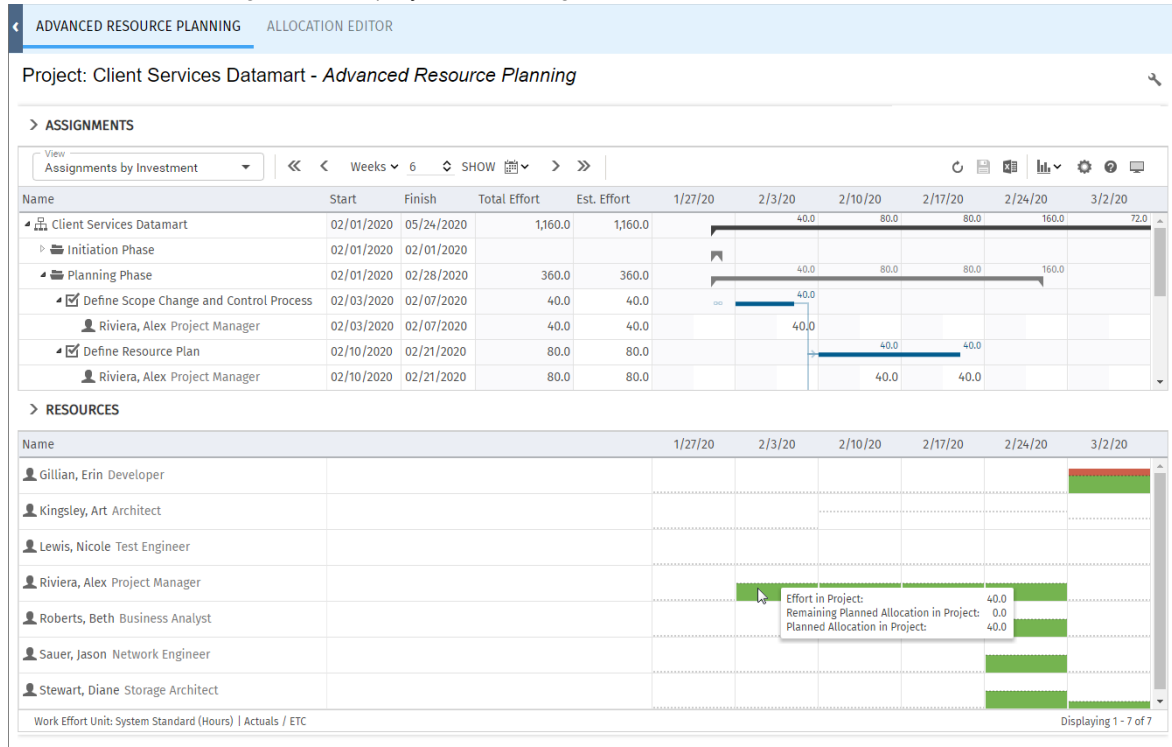 ADVANCED RESOURCE PLANNING ALLOCATION EDITOR
Project: Client Services Datamart - Advanced Resource Planning
ASSIGNMENTS
View
Assignments by Investment Weeks 6 SHOW
Name Start Finish Total Effort Est. Effort 1/27/20 2/3/20 2/10/20 2/17/20 2/24/20 3/2/20
Client Services Datamart 02/01/2020 05/24/2020 1,160.0 1,160.0 40.0 80.0 80.0 160.0 72.0
Initiation Phase 02/01/2020 02/01/2020
Planning Phase 02/01/2020 02/28/2020 360.0 360.0 40.0 80.0 80.0 160.0
Define Scope Change and Control Process 02/03/2020 02/07/2020 40.0 40.0 40.0
Riviera, Alex Project Manager 02/03/2020 02/07/2020 40.0 40.0 40.0
Define Resource Plan 02/10/2020 02/21/2020 80.0 80.0 40.0 40.0
Riviera, Alex Project Manager 02/10/2020 02/21/2020 80.0 80.0 40.0 40.0
RESOURCES
Name 1/27/20 2/3/20 2/10/20 2/17/20 2/24/20 3/2/20
Gillian, Erin Developer
Kingsley, Art Architect
Lewis, Nicole Test Engineer
Riviera, Alex Project Manager
Effort in Project: 40.0
Remaining Planned Allocation in Project: 0.0
Planned Allocation in Project: 40.0
Roberts, Beth Business Analyst
Sauer, Jason Network Engineer
Stewart, Diane Storage Architect
Work Effort Unit: System Standard (Hours) | Actuals / ETC Displaying 1 - 7 of 7